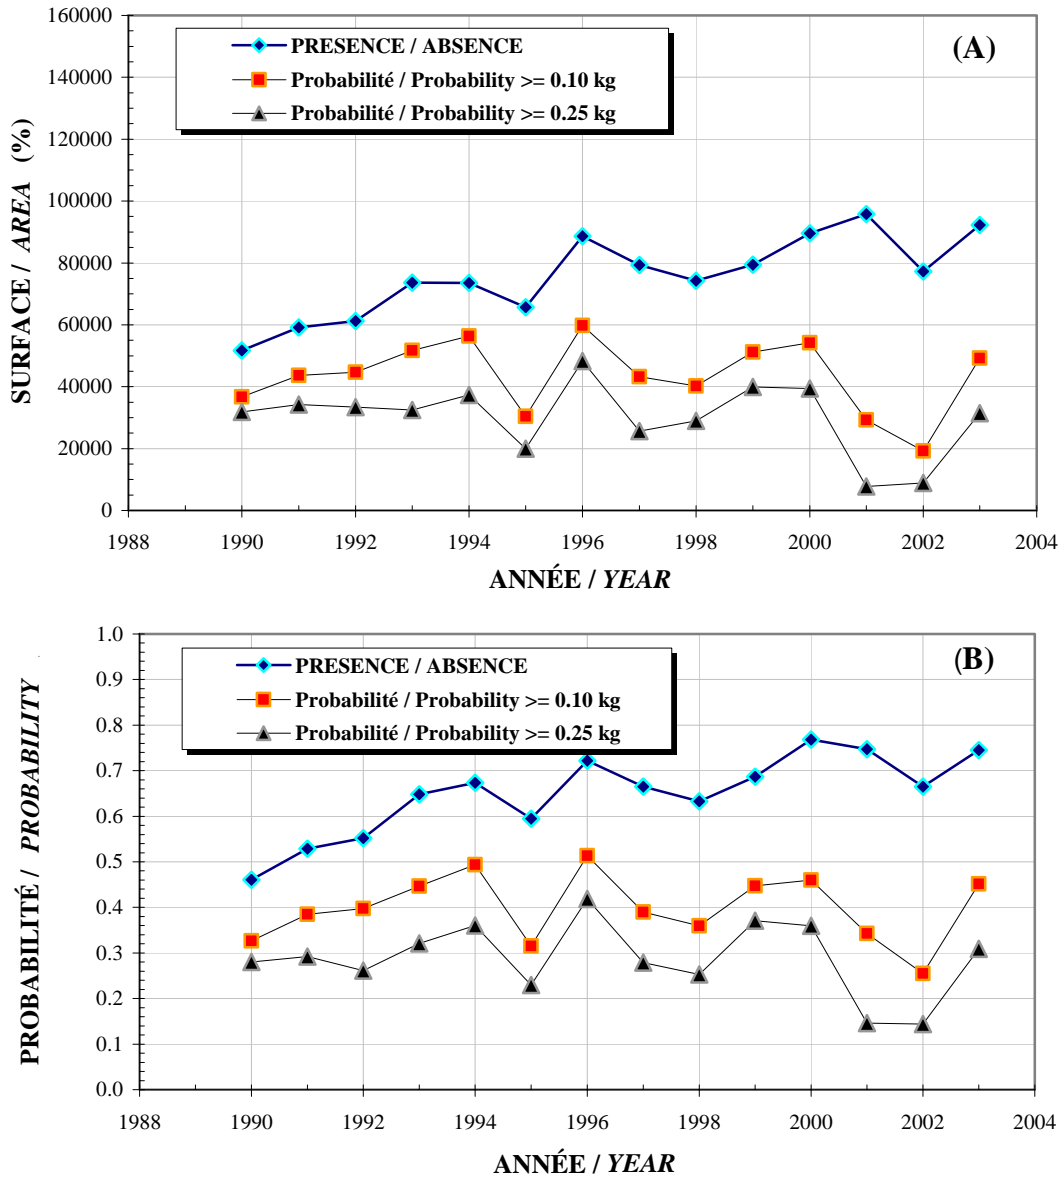 160000
140000
120000
100000
80000
60000
40000
20000
0
SURFACE / AREA (%)
PRESENCE / ABSENCE
Probabilité / Probability >= 0.10 kg
Probabilité / Probability >= 0.25 kg
(A)
1988 1990 1992 1994 1996 1998 2000 2002 2004
ANNÉE / YEAR
1.0
0.9
0.8
0.7
0.6
0.5
0.4
0.3
0.2
0.1
0.0
PROBABILITÉ / PROBABILITY
PRESENCE / ABSENCE
Probabilité / Probability >= 0.10 kg
Probabilité / Probability >= 0.25 kg
(B)
1988 1990 1992 1994 1996 1998 2000 2002 2004
ANNÉE / YEAR